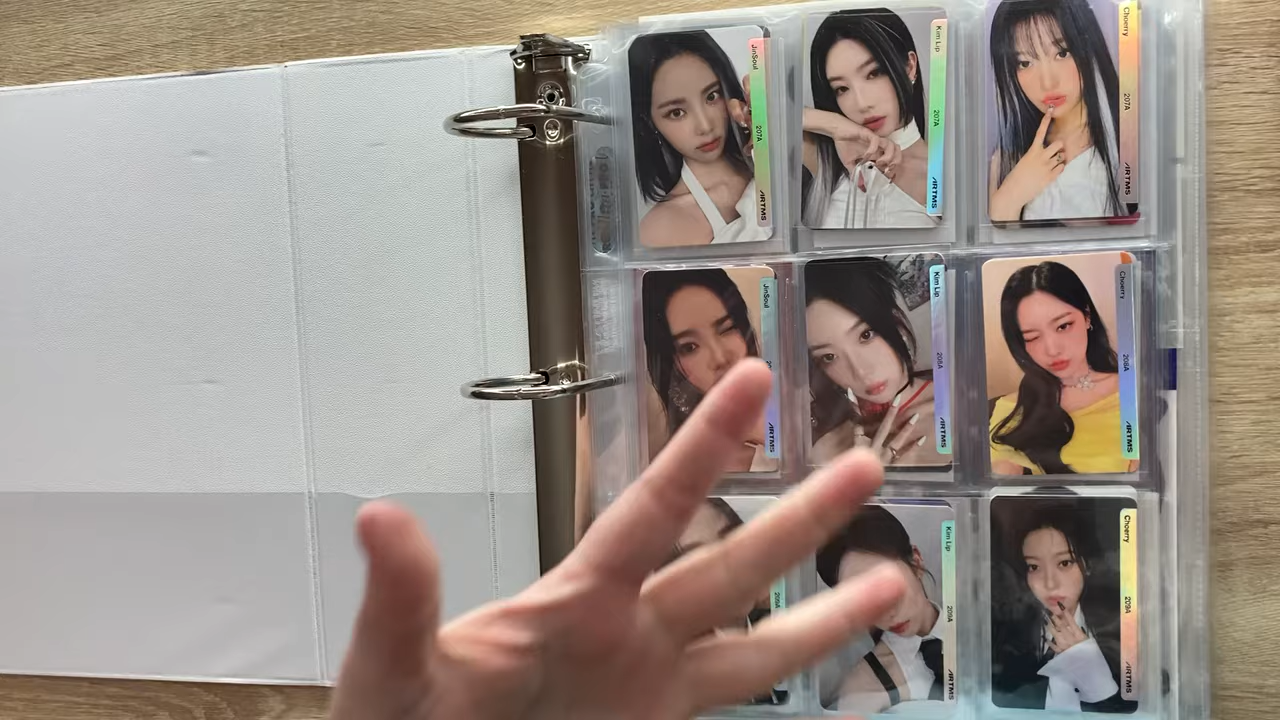 JinSoul 207A ARTMS
Kim Lip 207A ARTMS
Choerry 207A ARTMS
JinSoul ARTMS
Kim Lip 208A ARTMS
Choerry 208A ARTMS
209A
Kim Lip 209A ARTMS
Choerry 209A ARTMS